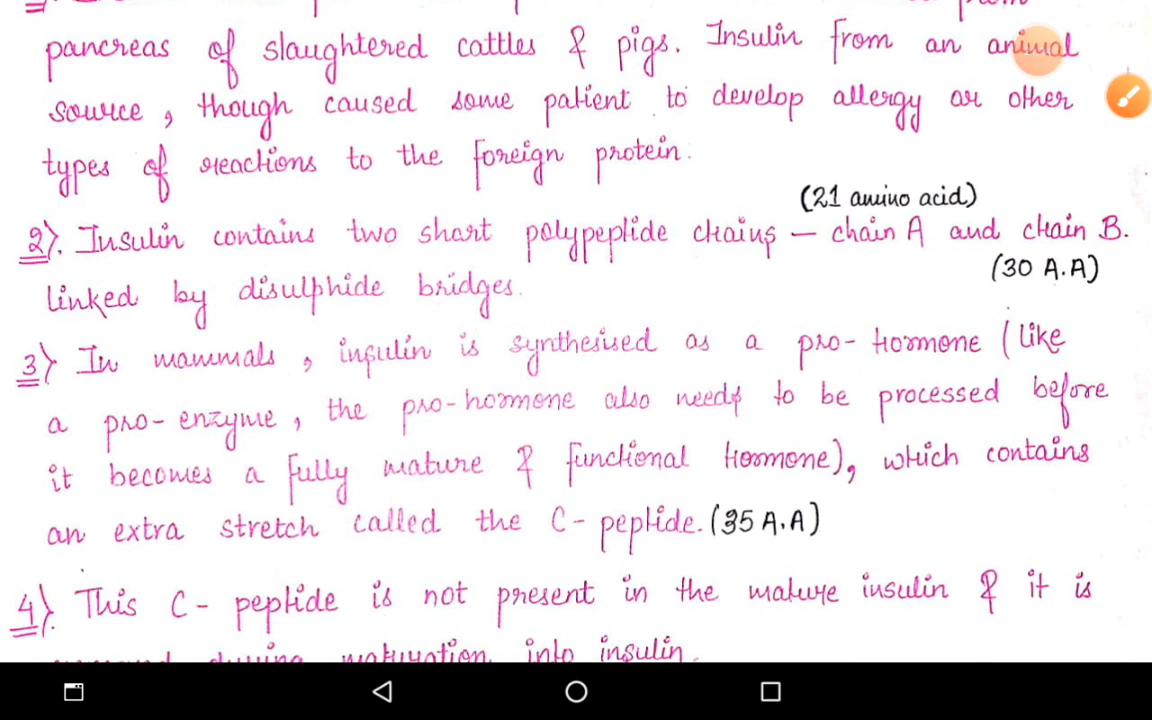 from
pancreas of slaughtered cattles & pigs. Insulin from an animal
source, though caused some patient to develop allergy or other
types of reactions to the foreign protein.
(21 amino acid)
2). Insulin contains two short polypeptide chains – chain A and chain B.
(30 A.A)
linked by disulphide bridges.
3) In mammals, insulin is synthesised as a pro-hormone (like
a pro-enzyme, the pro-hormone also needs to be processed before
it becomes a fully mature & functional hormone), which contains
an extra stretch called the C-peptide. (35 A.A)
4). This C-peptide is not present in the mature insulin & it is
during maturation into insulin.